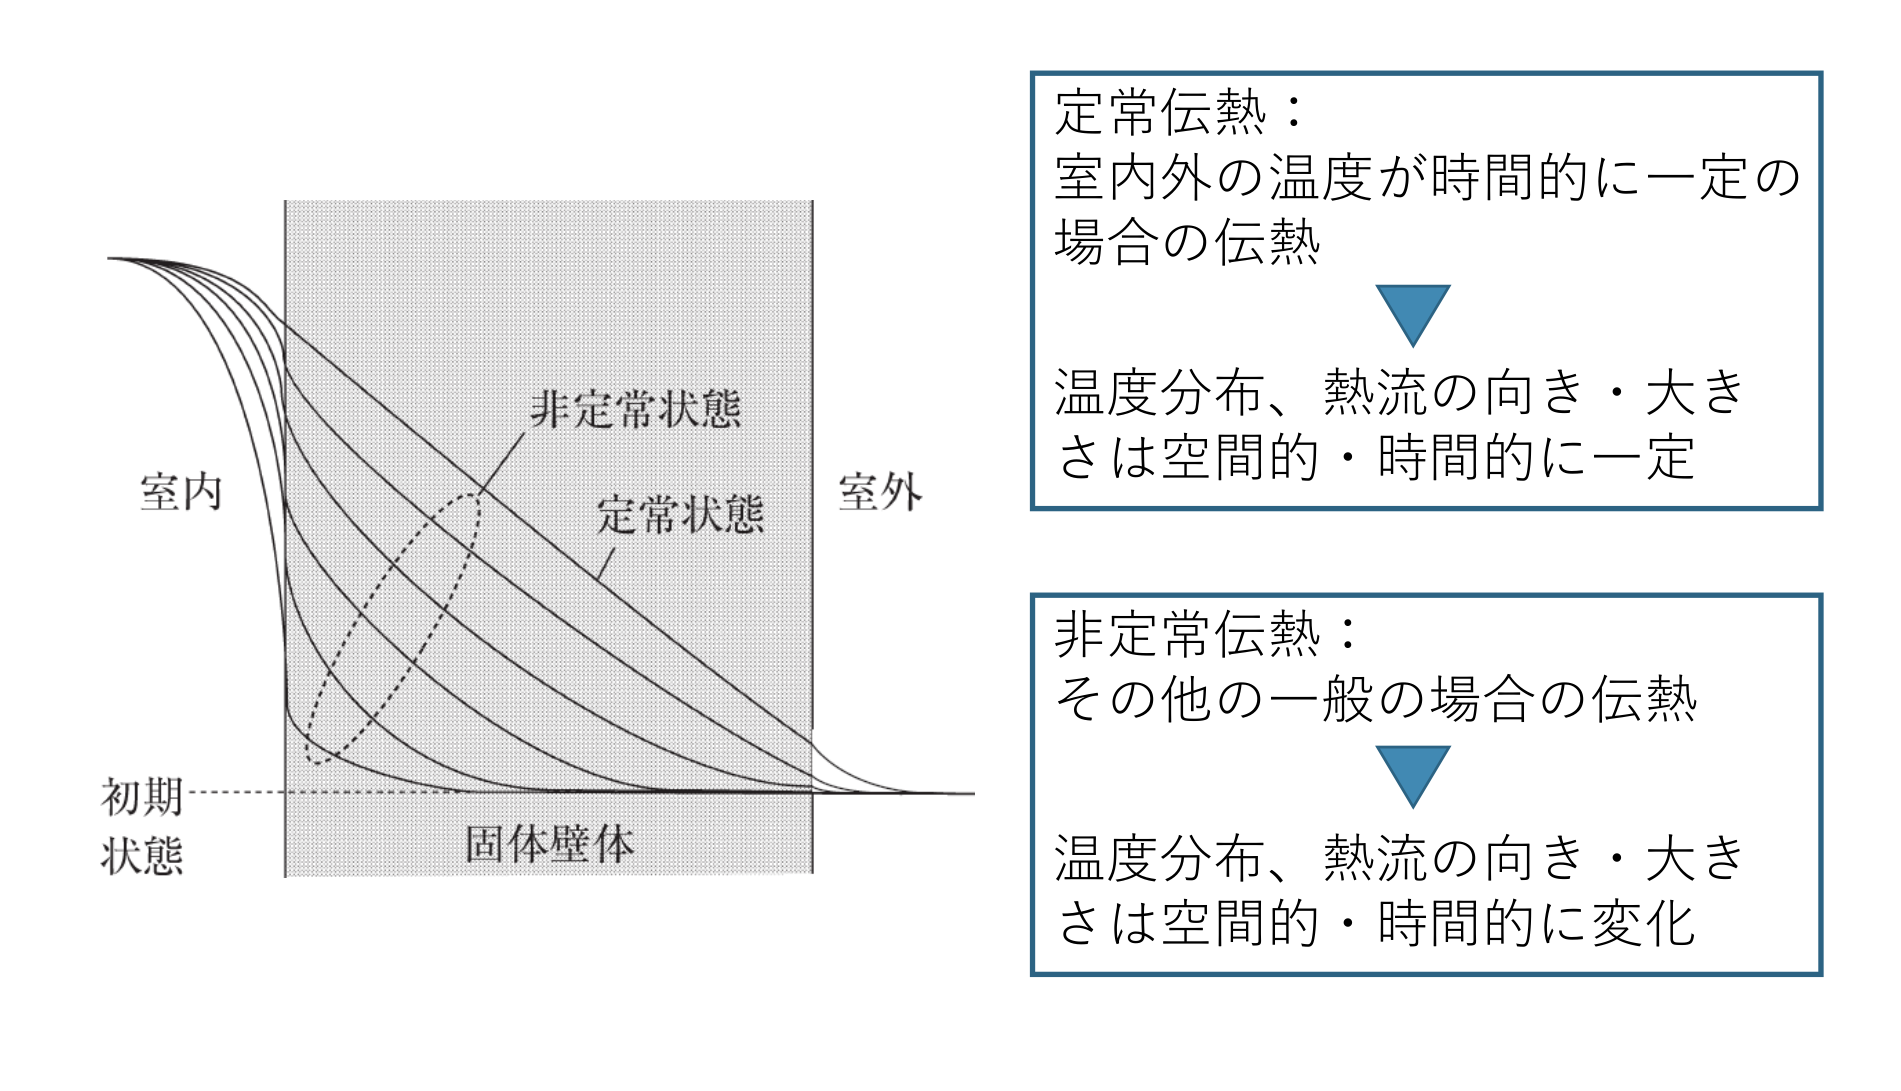 非定常状態
定常状態
室内
室外
初期
状態
固体壁体
定常伝熱：
室内外の温度が時間的に一定の
場合の伝熱
温度分布、熱流の向き・大き
さは空間的・時間的に一定
非定常伝熱：
その他の一般の場合の伝熱
温度分布、熱流の向き・大き
さは空間的・時間的に変化